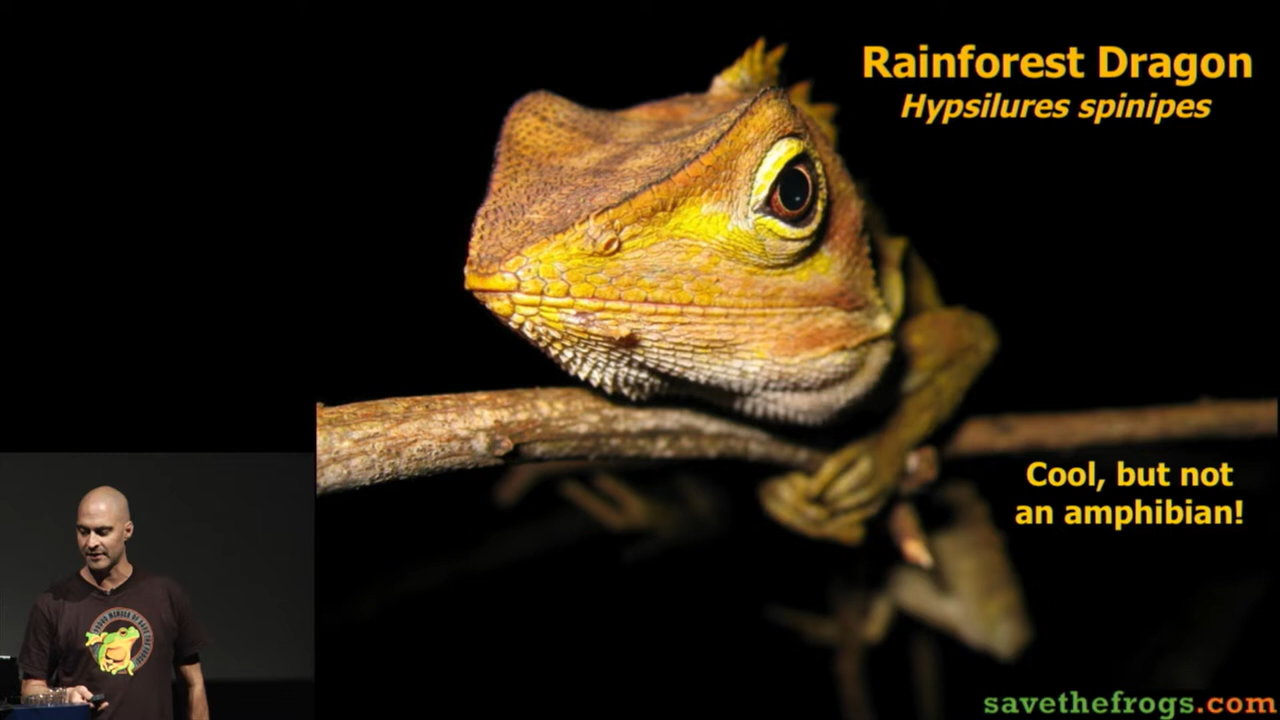 Rainforest Dragon
Hypsilures spinipes
Cool, but not
an amphibian!
savethefrogs.com